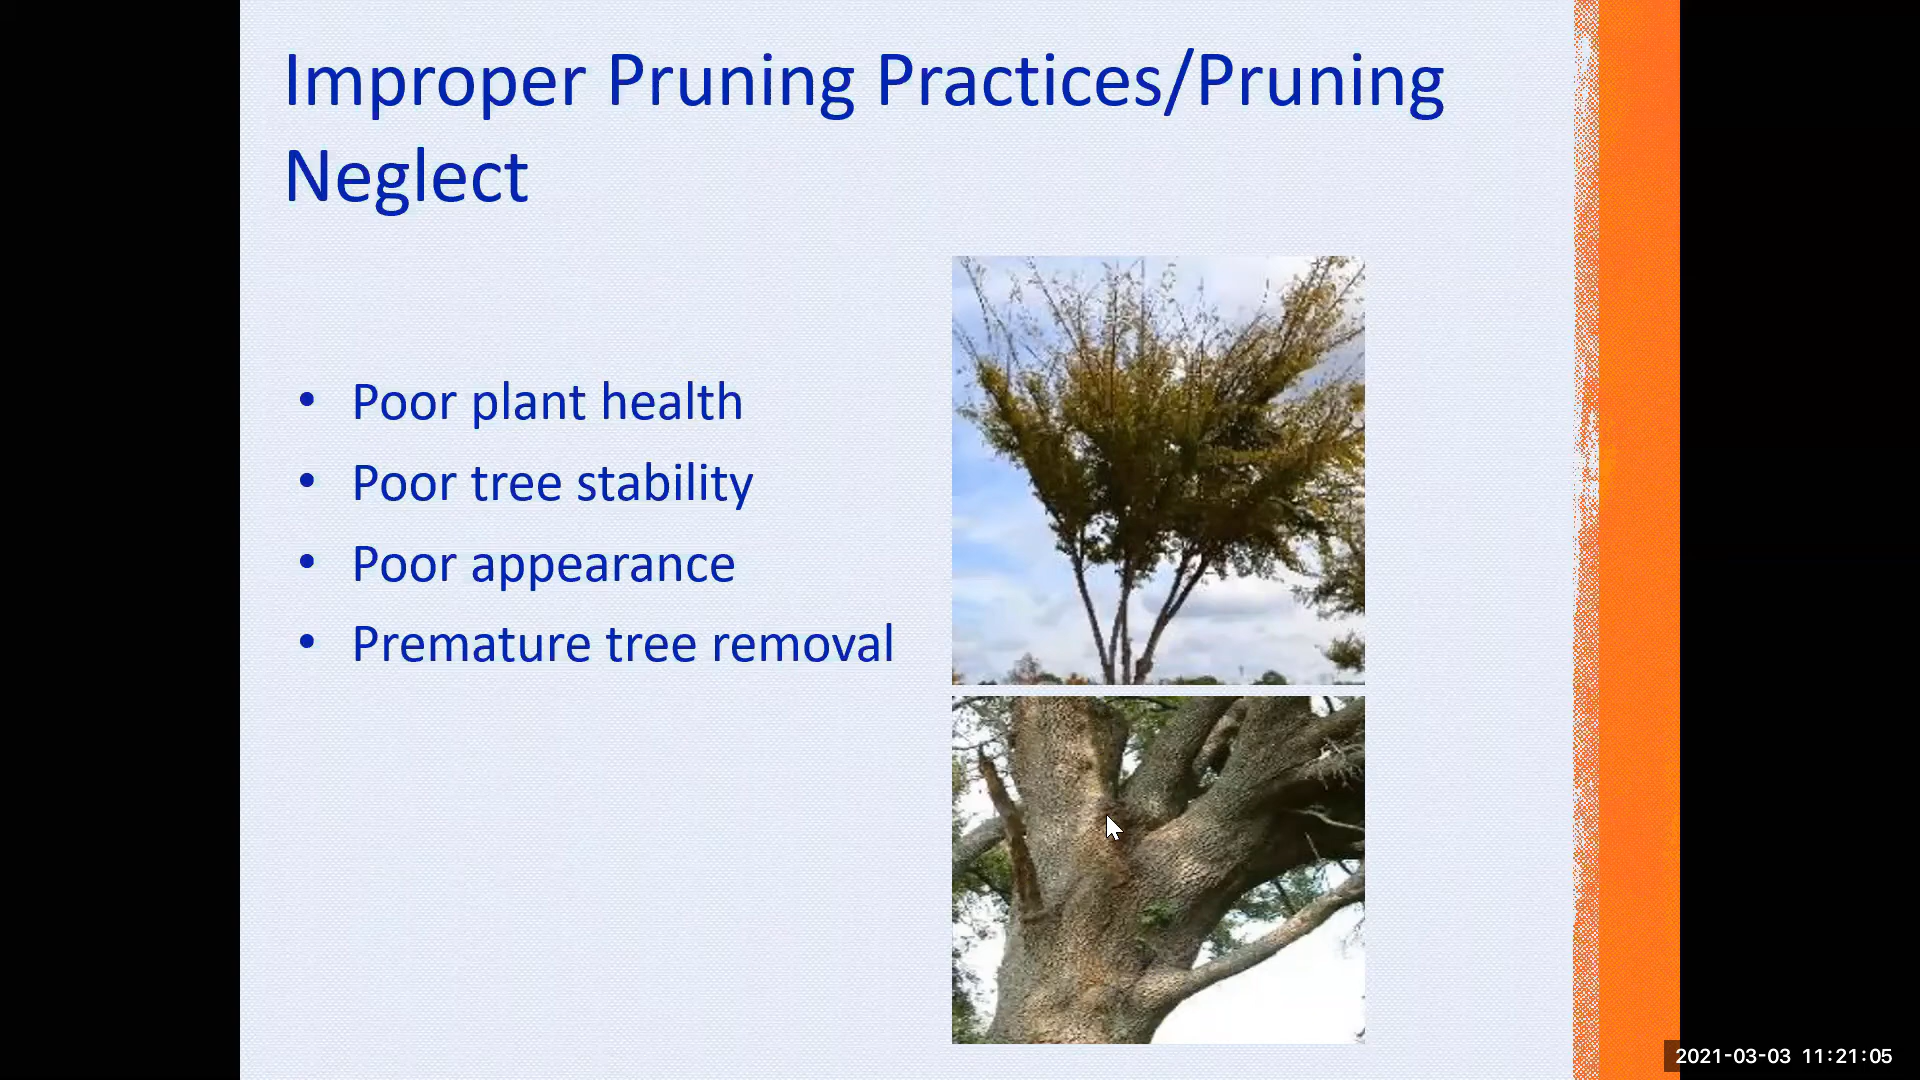 Improper Pruning Practices/Pruning
Neglect
• Poor plant health
• Poor tree stability
• Poor appearance
• Premature tree removal
2021-03-03 11:21:05